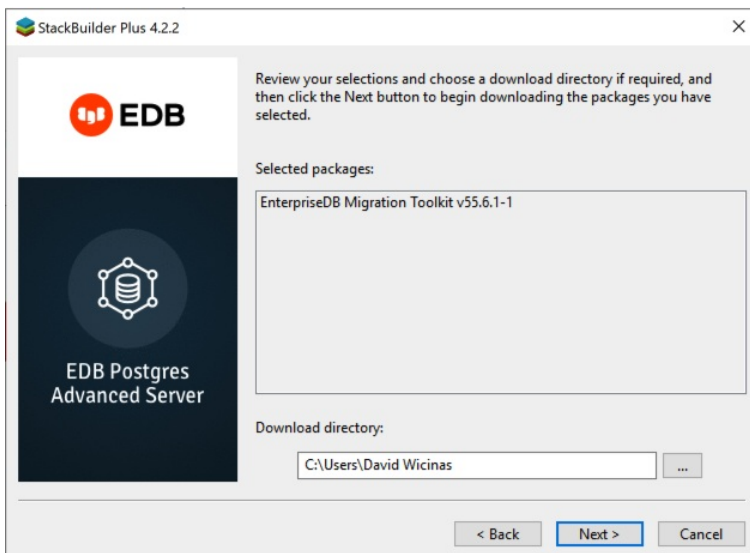 StackBuilder Plus 4.2.2
EDB
EDB Postgres
Advanced Server
Review your selections and choose a download directory if required, and
then click the Next button to begin downloading the packages you have
selected.
Selected packages:
EnterpriseDB Migration Toolkit v55.6.1-1
Download directory:
C:\Users\David Wicinas
...
< Back
Next >
Cancel